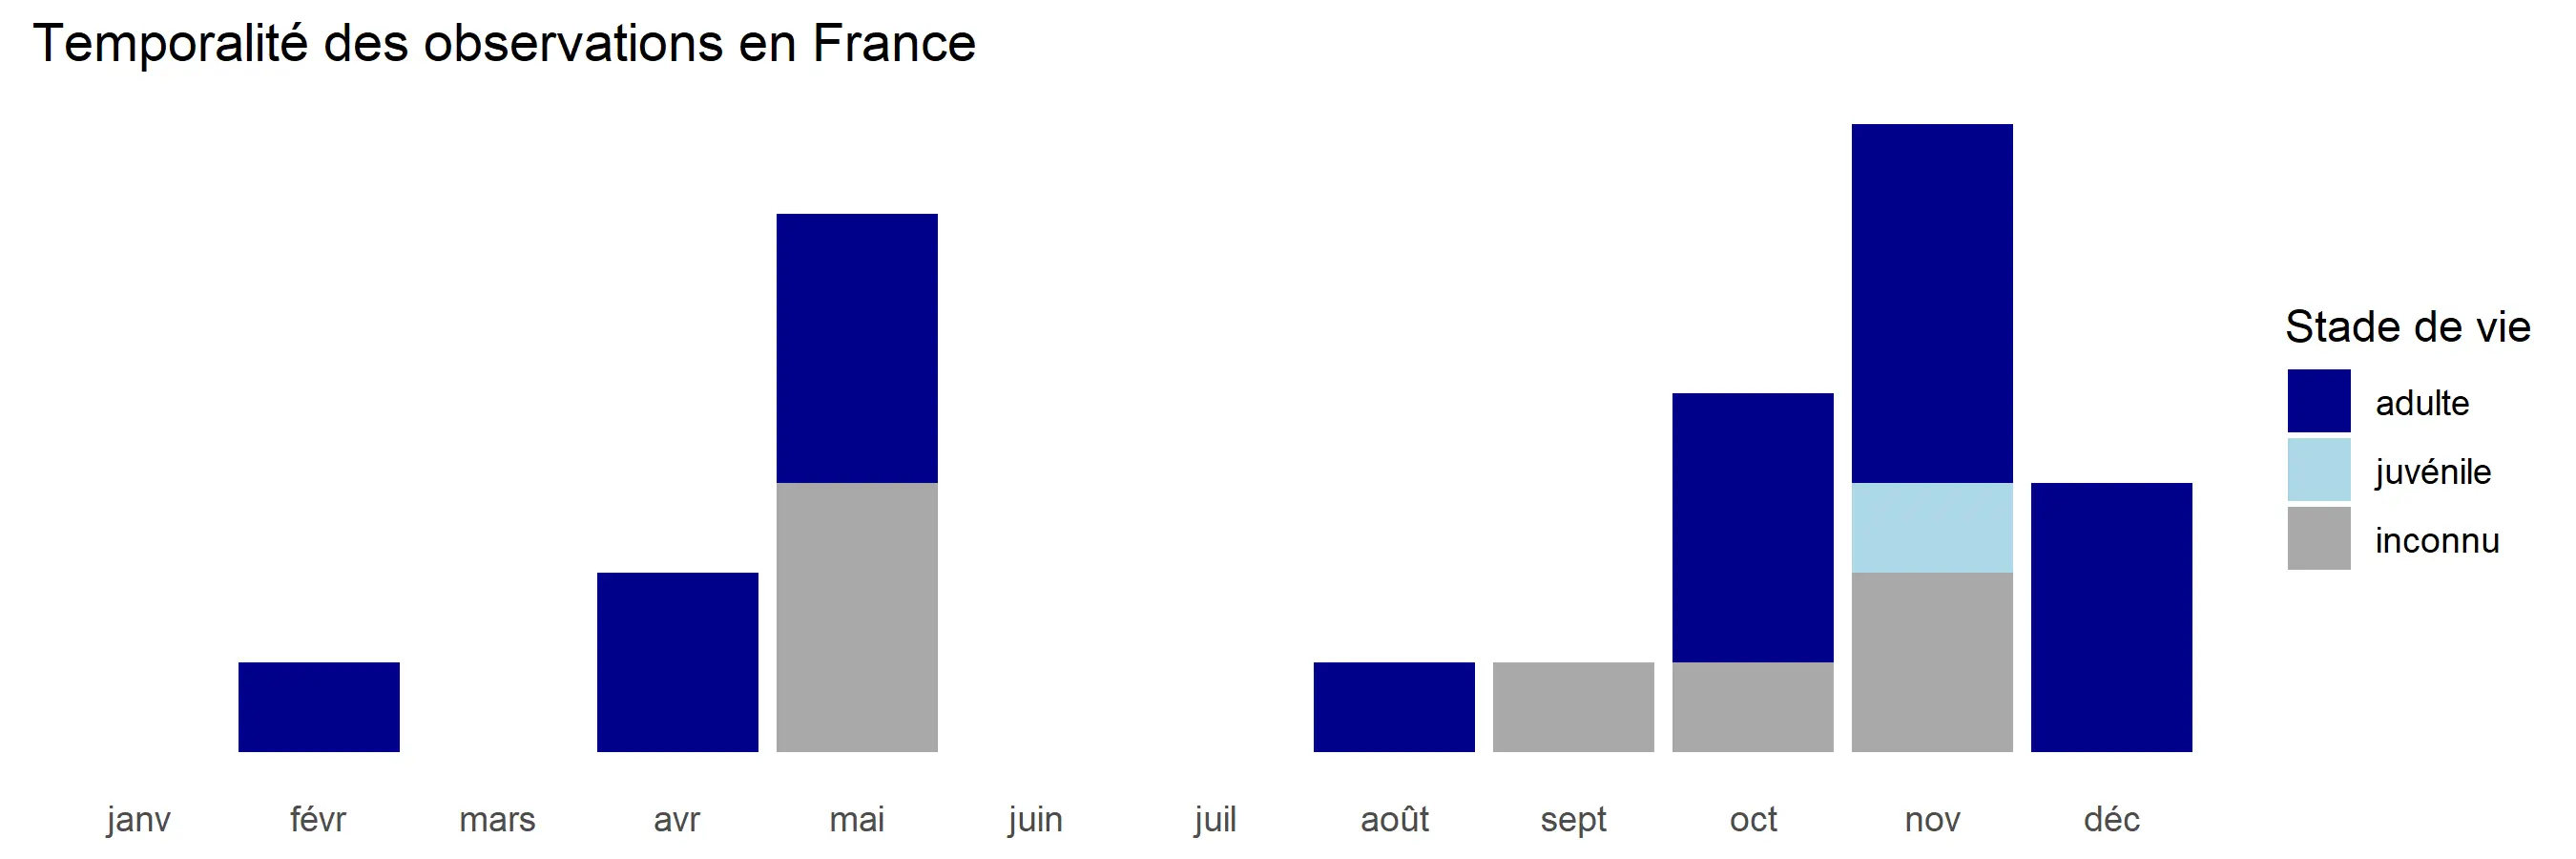 Temporalité des observations en France
Stade de vie
adulte
juvénile
inconnu
janv févr mars avr mai juin juil août sept oct nov déc